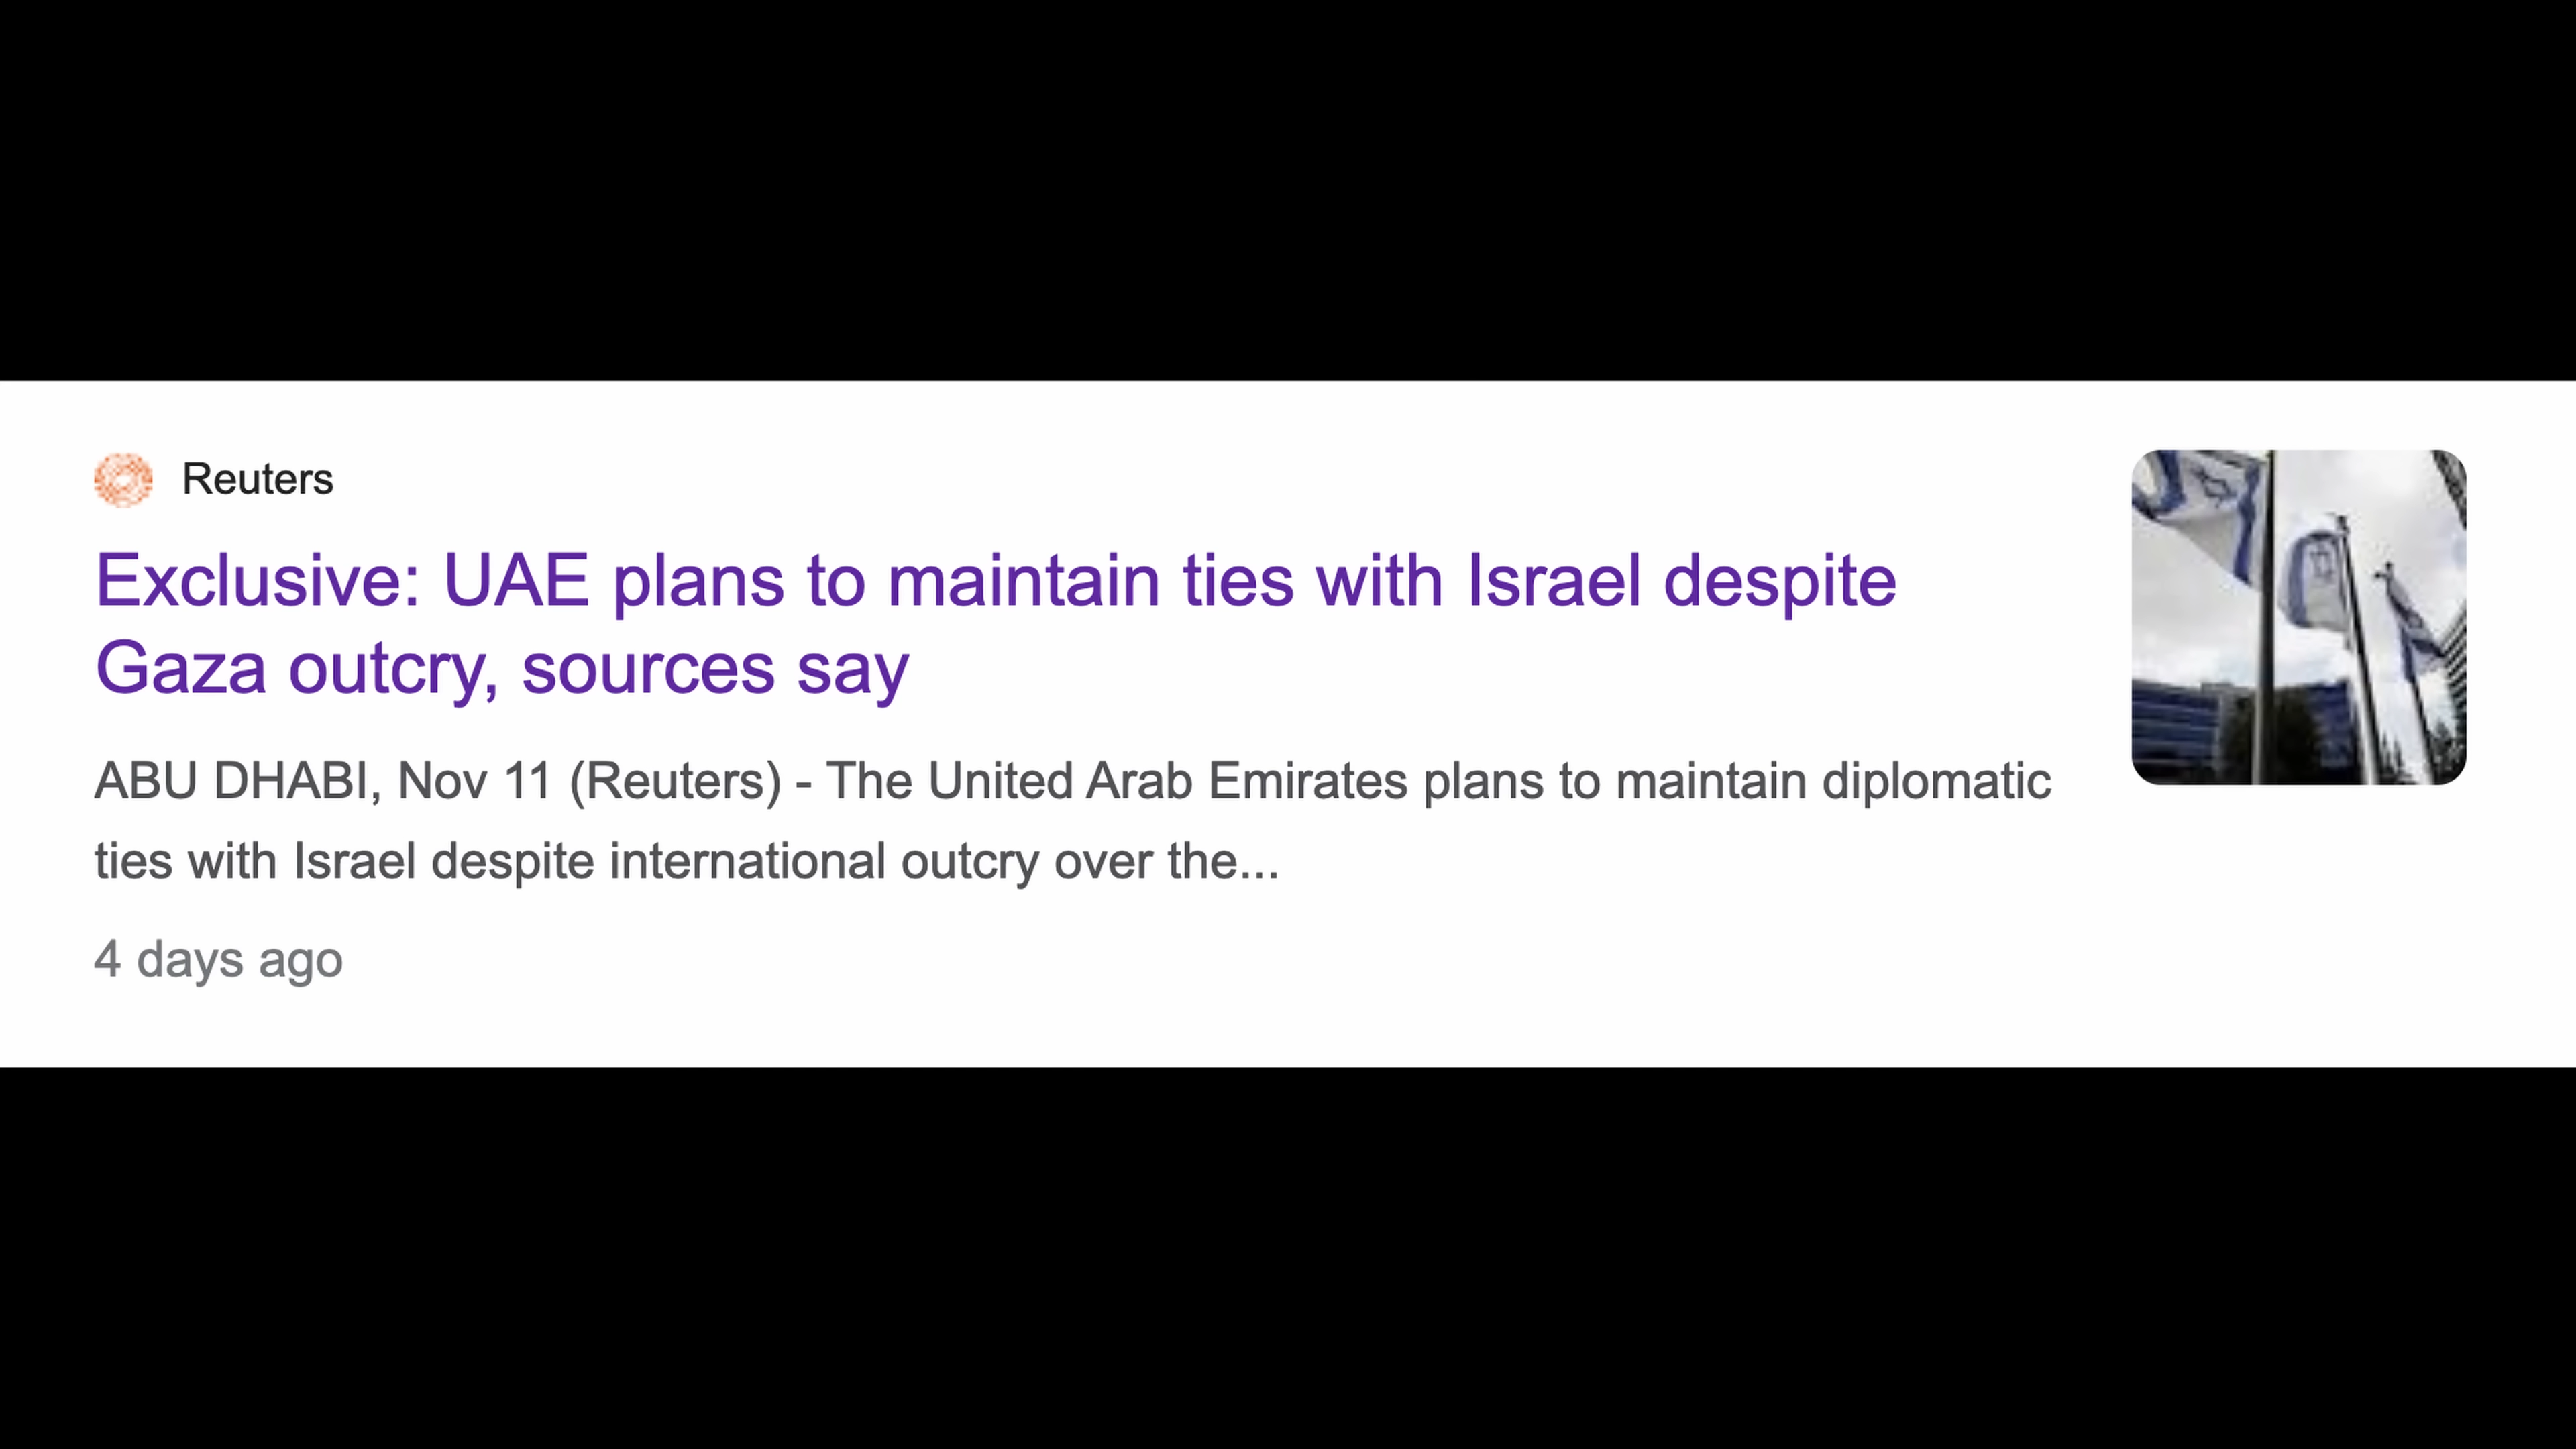 Reuters
Exclusive: UAE plans to maintain ties with Israel despite
Gaza outcry, sources say
ABU DHABI, Nov 11 (Reuters) - The United Arab Emirates plans to maintain diplomatic
ties with Israel despite international outcry over the...
4 days ago